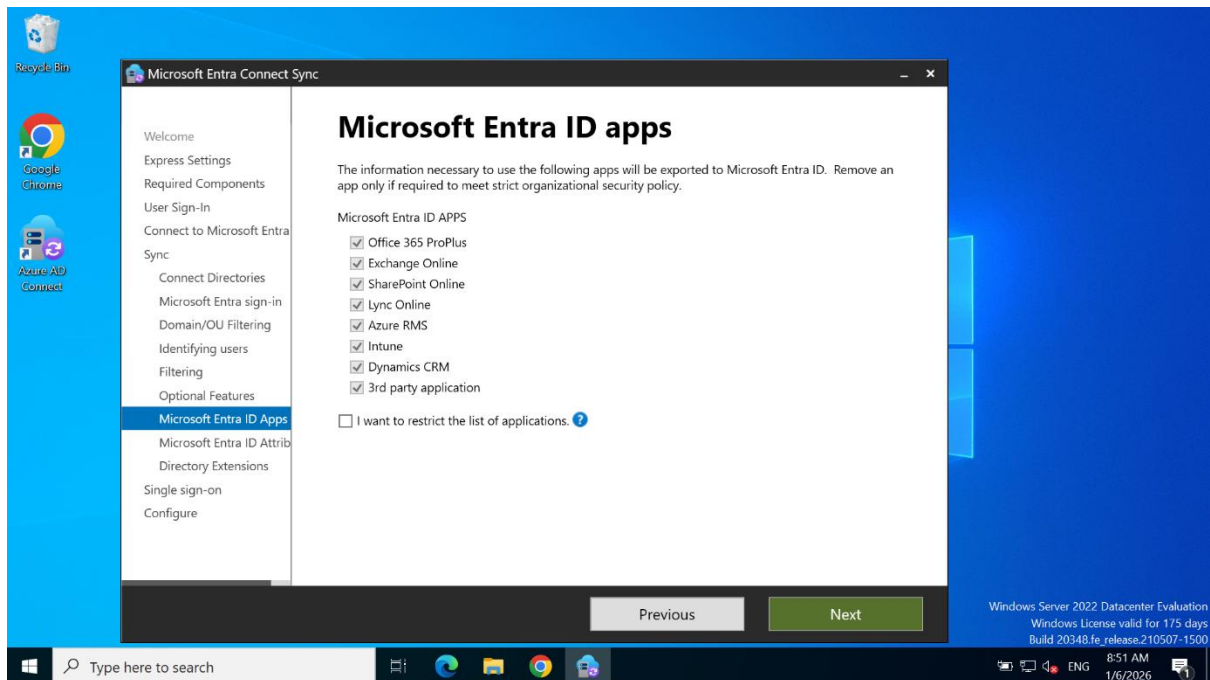 Recycle Bin
Google
Chrome
Azure AD
Connect
Microsoft Entra Connect Sync
Welcome
Express Settings
Required Components
User Sign-In
Connect to Microsoft Entra
Sync
Connect Directories
Microsoft Entra sign-in
Domain/OU Filtering
Identifying users
Filtering
Optional Features
Microsoft Entra ID Apps
Microsoft Entra ID Attrib
Directory Extensions
Single sign-on
Configure
Microsoft Entra ID apps
The information necessary to use the following apps will be exported to Microsoft Entra ID. Remove an
app only if required to meet strict organizational security policy.
Microsoft Entra ID APPS
Office 365 ProPlus
Exchange Online
SharePoint Online
Lync Online
Azure RMS
Intune
Dynamics CRM
3rd party application
I want to restrict the list of applications. ?
Previous
Next
Windows Server 2022 Datacenter Evaluation
Windows License valid for 175 days
Build 20348.fe_release.210507-1500
Type here to search
ENG
8:51 AM
1/6/2026
1